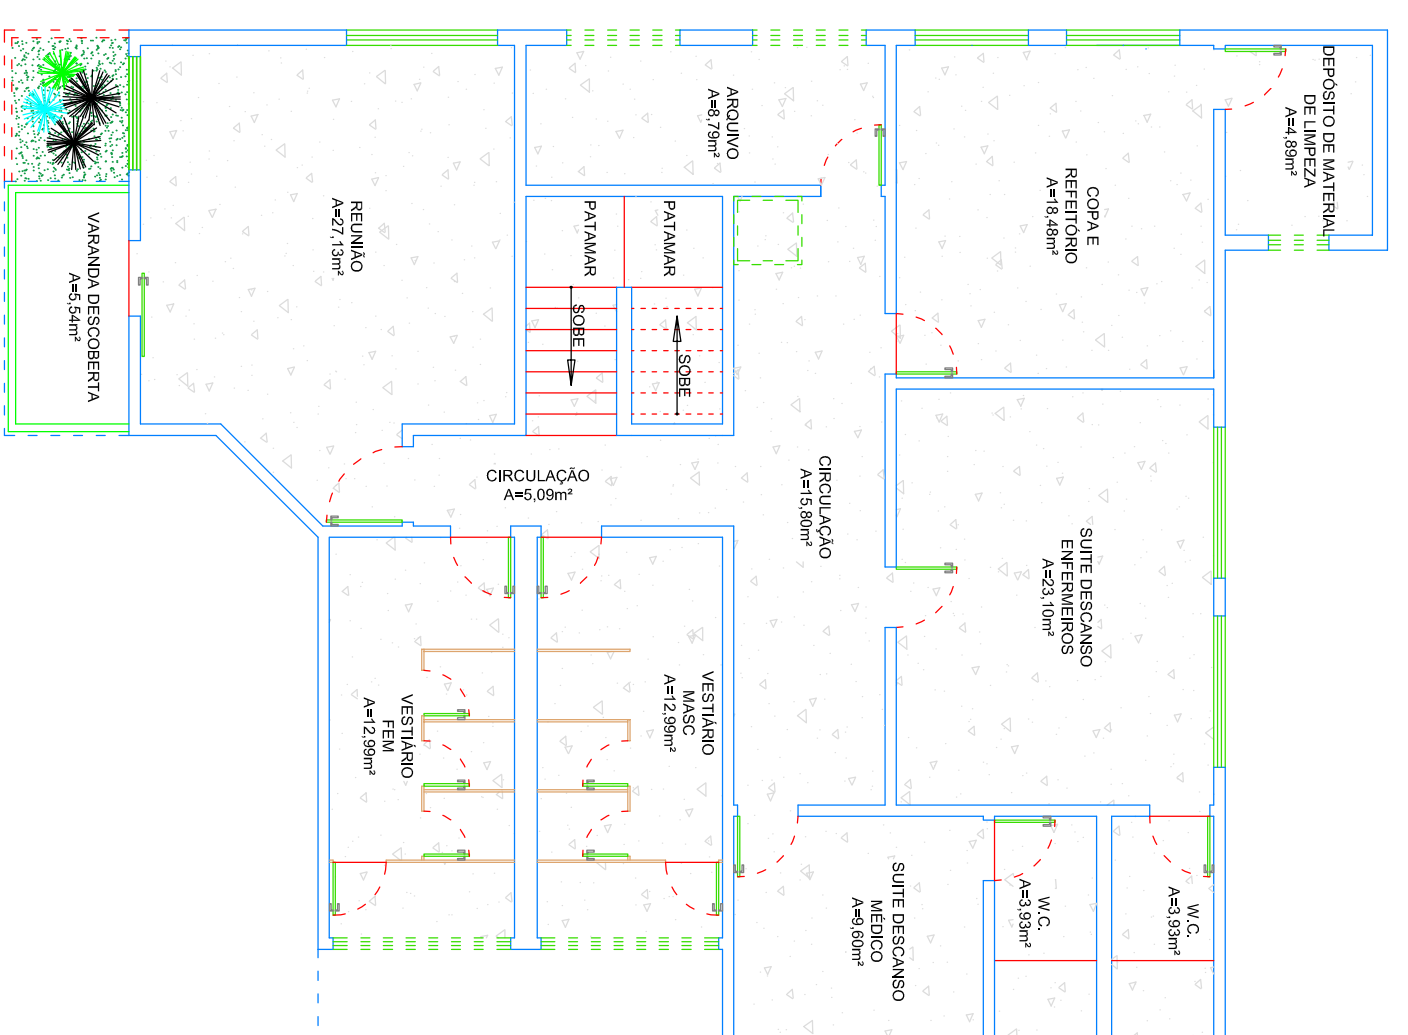 DEPÓSITO DE MATERIAL
DE LIMPEZA
A=4,89m²
ARQUIVO
A=8,79m²
COPA E
REFEITÓRIO
A=18,48m²
REUNIÃO
A=27,13m²
PATAMAR
PATAMAR
VARANDA DESCOBERTA
A=5,54m²
SOBE
SOBE
CIRCULAÇÃO
A=5,09m²
CIRCULAÇÃO
A=15,80m²
SUITE DESCANSO
ENFERMEIROS
A=23,10m²
VESTIÁRIO
FEM
A=12,99m²
VESTIÁRIO
MASC
A=12,99m²
SUITE DESCANSO
MÉDICO
A=9,60m²
W.C.
A=3,93m²
W.C.
A=3,93m²